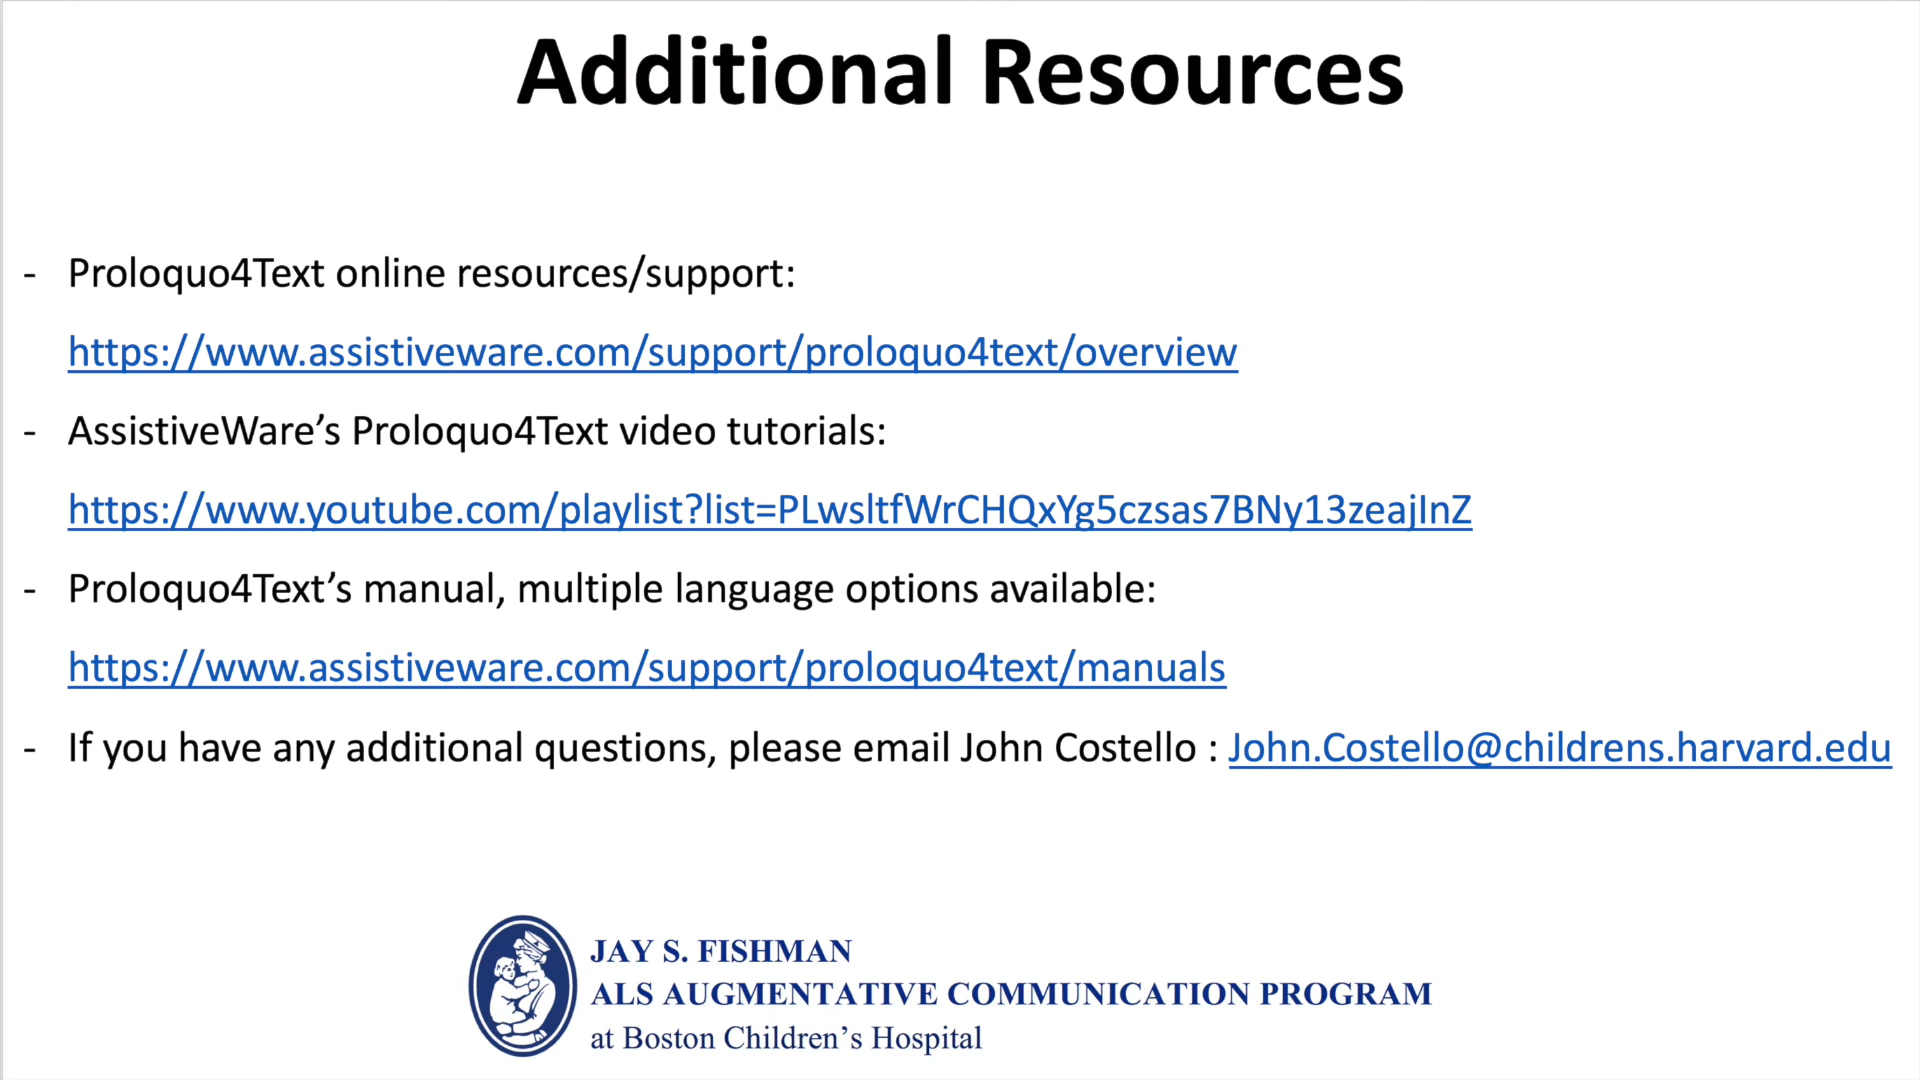 Additional Resources
- Proloquo4Text online resources/support:
https://www.assistiveware.com/support/proloquo4text/overview
- AssistiveWare’s Proloquo4Text video tutorials:
https://www.youtube.com/playlist?list=PLwsltfWrCHQxYg5czsas7BNy13zeajInZ
- Proloquo4Text’s manual, multiple language options available:
https://www.assistiveware.com/support/proloquo4text/manuals
- If you have any additional questions, please email John Costello : John.Costello@childrens.harvard.edu
JAY S. FISHMAN
ALS AUGMENTATIVE COMMUNICATION PROGRAM
at Boston Children’s Hospital